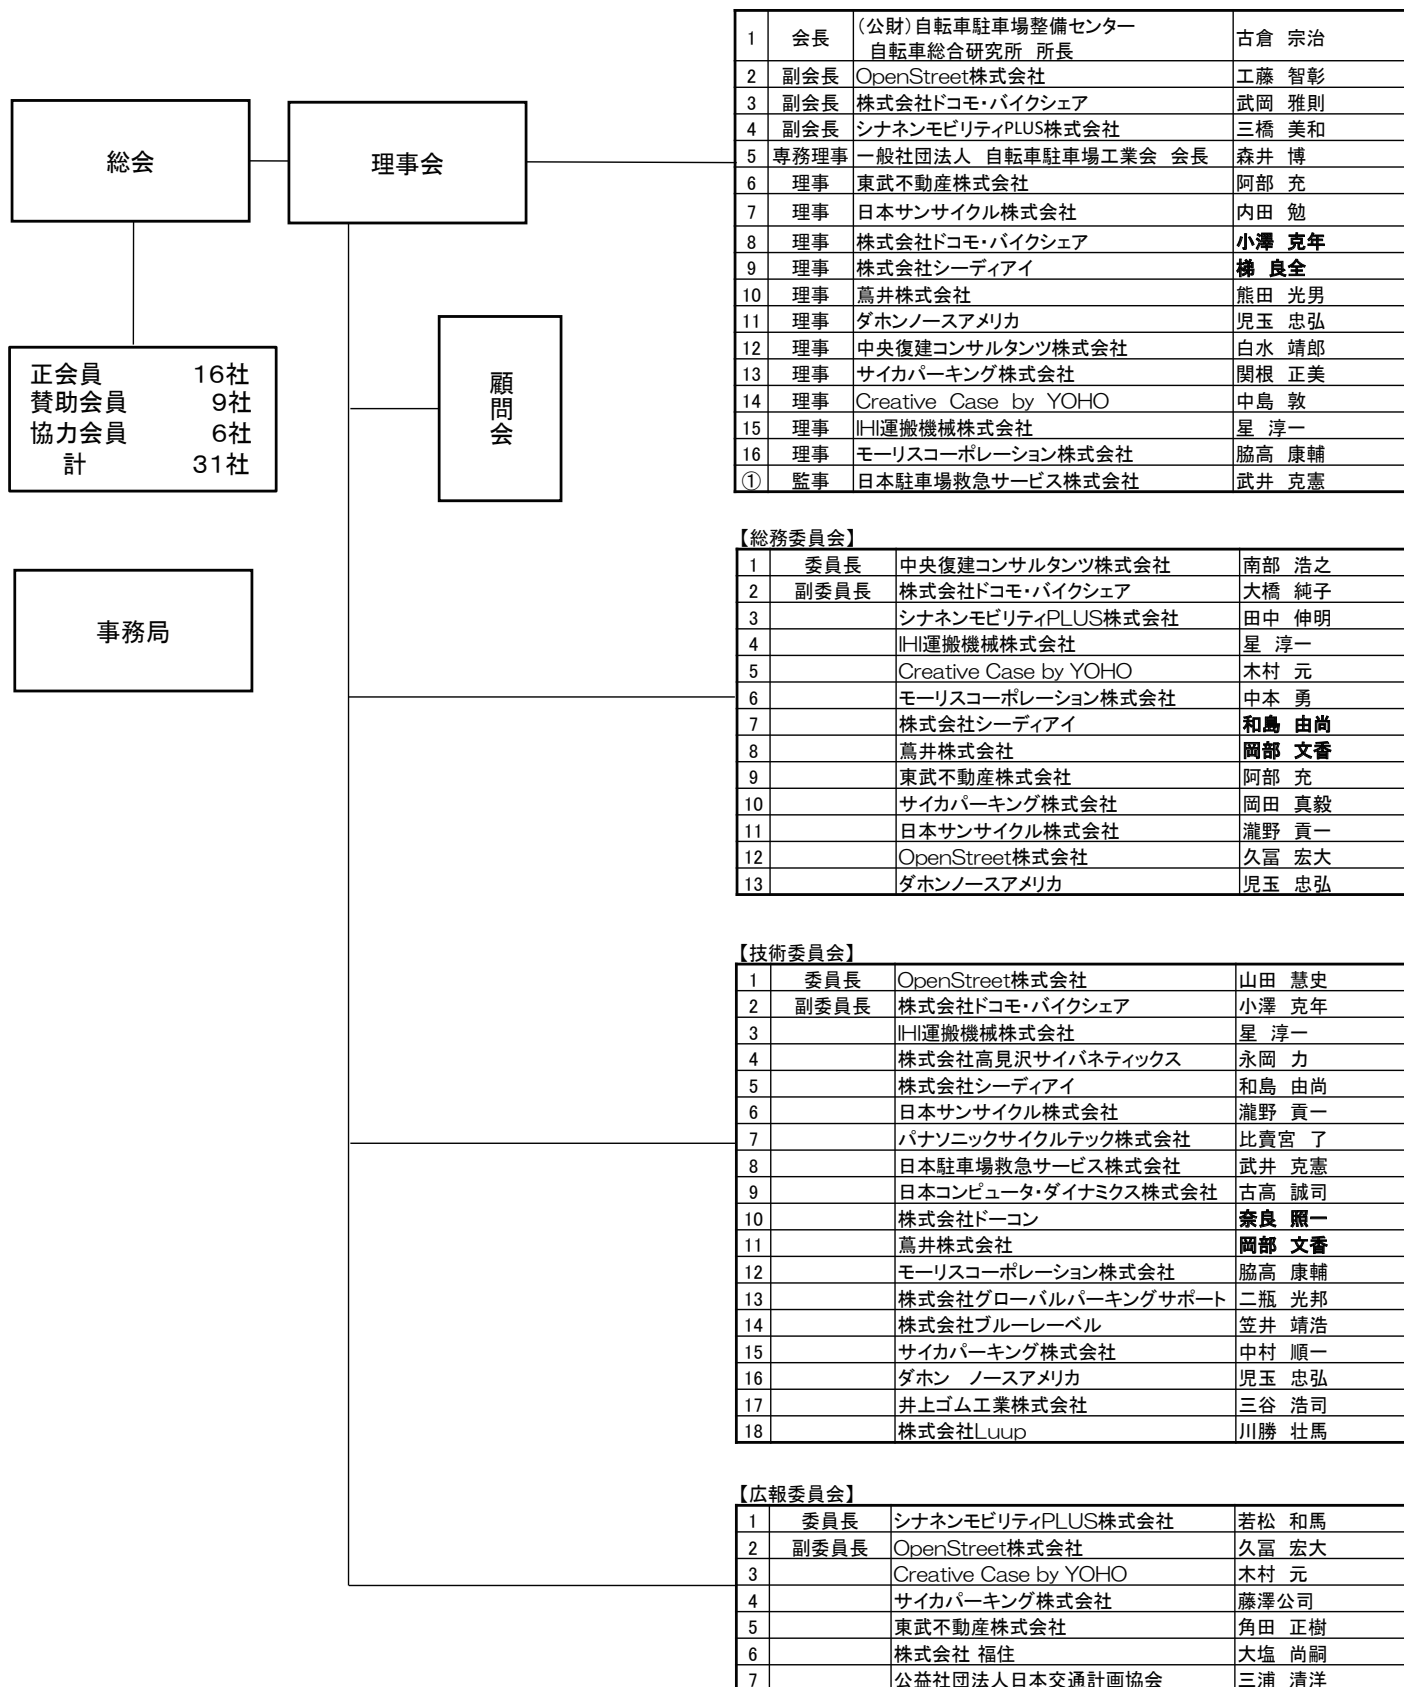 総会
理事会
正会員 16社
賛助会員 9社
協力会員 6社
計 31社
顧問会
事務局
1 会長 (公財)自転車駐車場整備センター 自転車総合研究所 所長 古倉 宗治
2 副会長 OpenStreet株式会社 工藤 智彰
3 副会長 株式会社ドコモ・バイクシェア 武岡 雅則
4 副会長 シナネンモビリティPLUS株式会社 三橋 美和
5 専務理事 一般社団法人 自転車駐車場工業会 会長 森井 博
6 理事 東武不動産株式会社 阿部 充
7 理事 日本サンサイクル株式会社 内田 勉
8 理事 株式会社ドコモ・バイクシェア 小澤 克年
9 理事 株式会社シーディアイ 梯 良全
10 理事 蔦井株式会社 熊田 光男
11 理事 ダホンノースアメリカ 児玉 忠弘
12 理事 中央復建コンサルタンツ株式会社 白水 靖郎
13 理事 サイカパーキング株式会社 関根 正美
14 理事 Creative Case by YOHO 中島 敦
15 理事 IHI運搬機械株式会社 星 淳一
16 理事 モーリスコーポレーション株式会社 脇高 康輔
① 監事 日本駐車場救急サービス株式会社 武井 克憲
【総務委員会】
1 委員長 中央復建コンサルタンツ株式会社 南部 浩之
2 副委員長 株式会社ドコモ・バイクシェア 大橋 純子
3 シナネンモビリティPLUS株式会社 田中 伸明
4 IHI運搬機械株式会社 星 淳一
5 Creative Case by YOHO 木村 元
6 モーリスコーポレーション株式会社 中本 勇
7 株式会社シーディアイ 和島 由尚
8 蔦井株式会社 岡部 文香
9 東武不動産株式会社 阿部 充
10 サイカパーキング株式会社 岡田 真毅
11 日本サンサイクル株式会社 瀧野 貢一
12 OpenStreet株式会社 久冨 宏大
13 ダホンノースアメリカ 児玉 忠弘
【技術委員会】
1 委員長 OpenStreet株式会社 山田 慧史
2 副委員長 株式会社ドコモ・バイクシェア 小澤 克年
3 IHI運搬機械株式会社 星 淳一
4 株式会社高見沢サイバネティックス 永岡 力
5 株式会社シーディアイ 和島 由尚
6 日本サンサイクル株式会社 瀧野 貢一
7 パナソニックサイクルテック株式会社 比賣宮 了
8 日本駐車場救急サービス株式会社 武井 克憲
9 日本コンピュータ・ダイナミクス株式会社 古高 誠司
10 株式会社ドーコン 奈良 照一
11 蔦井株式会社 岡部 文香
12 モーリスコーポレーション株式会社 脇高 康輔
13 株式会社グローバルパーキングサポート 二瓶 光邦
14 株式会社ブルーレーベル 笠井 靖浩
15 サイカパーキング株式会社 中村 順一
16 ダホン ノースアメリカ 児玉 忠弘
17 井上ゴム工業株式会社 三谷 浩司
18 株式会社Luup 川勝 壮馬
【広報委員会】
1 委員長 シナネンモビリティPLUS株式会社 若松 和馬
2 副委員長 OpenStreet株式会社 久冨 宏大
3 Creative Case by YOHO 木村 元
4 サイカパーキング株式会社 藤澤公司
5 東武不動産株式会社 角田 正樹
6 株式会社 福住 大塩 尚嗣
7 公益社団法人日本交通計画協会 三浦 清洋